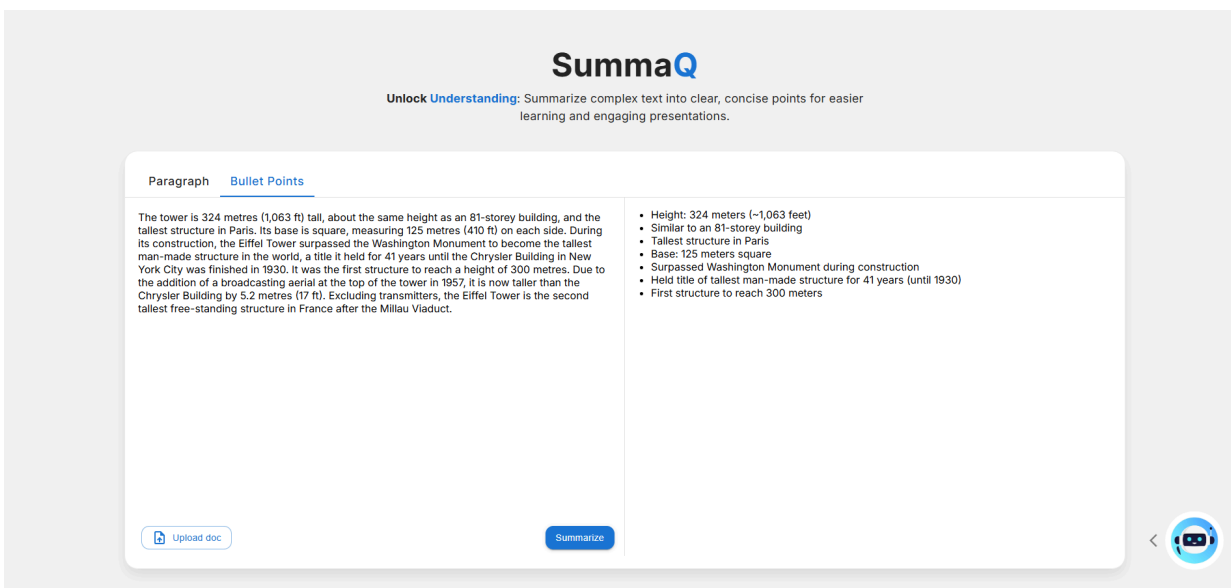 SummaQ
Unlock Understanding: Summarize complex text into clear, concise points for easier
learning and engaging presentations.
Paragraph Bullet Points
The tower is 324 metres (1,063 ft) tall, about the same height as an 81-storey building, and the
tallest structure in Paris. Its base is square, measuring 125 metres (410 ft) on each side. During
its construction, the Eiffel Tower surpassed the Washington Monument to become the tallest
man-made structure in the world, a title it held for 41 years until the Chrysler Building in New
York City was finished in 1930. It was the first structure to reach a height of 300 metres. Due to
the addition of a broadcasting aerial at the top of the tower in 1957, it is now taller than the
Chrysler Building by 5.2 metres (17 ft). Excluding transmitters, the Eiffel Tower is the second
tallest free-standing structure in France after the Millau Viaduct.
Upload doc
Summarize
• Height: 324 meters (~1,063 feet)
• Similar to an 81-storey building
• Tallest structure in Paris
• Base: 125 meters square
• Surpassed Washington Monument during construction
• Held title of tallest man-made structure for 41 years (until 1930)
• First structure to reach 300 meters